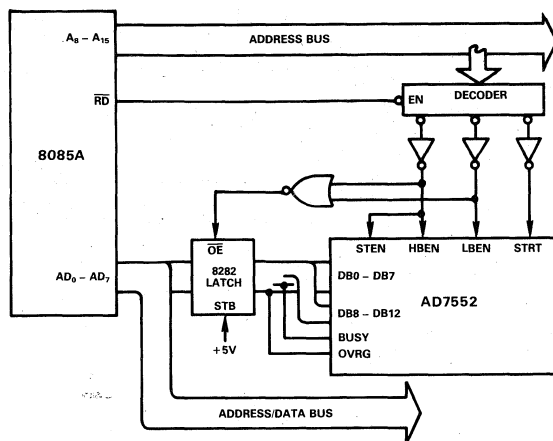 A8 – A15
ADDRESS BUS
RD
EN
DECODER
8085A
OE
STEN
HBEN
LBEN
STRT
8282
LATCH
STB
+5V
AD0 – AD7
DB0 – DB7
DB8 – DB12
BUSY
OVRG
AD7552
ADDRESS/DATA BUS